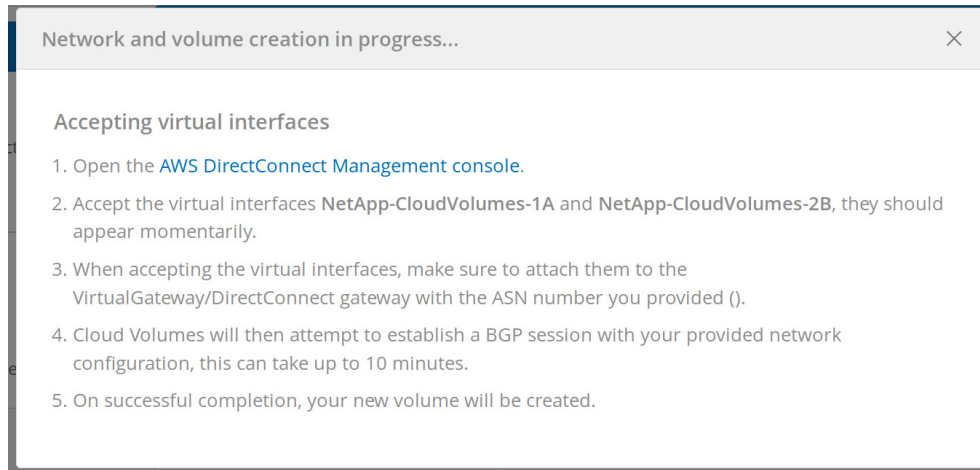 Network and volume creation in progress...
Accepting virtual interfaces
1. Open the AWS DirectConnect Management console.
2. Accept the virtual interfaces NetApp-CloudVolumes-1A and NetApp-CloudVolumes-2B, they should
appear momentarily.
3. When accepting the virtual interfaces, make sure to attach them to the
VirtualGateway/DirectConnect gateway with the ASN number you provided ().
4. Cloud Volumes will then attempt to establish a BGP session with your provided network
configuration, this can take up to 10 minutes.
5. On successful completion, your new volume will be created.